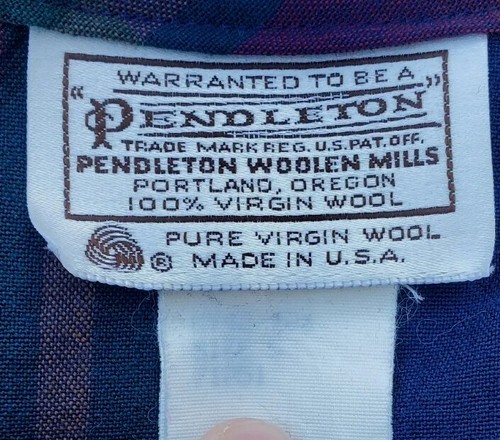 WARRANTED TO BE A
"PENDLETON"
TRADE MARK REG. U.S. PAT. OFF.
PENDLETON WOOLEN MILLS
PORTLAND, OREGON
100% VIRGIN WOOL
PURE VIRGIN WOOL
® MADE IN U.S.A.